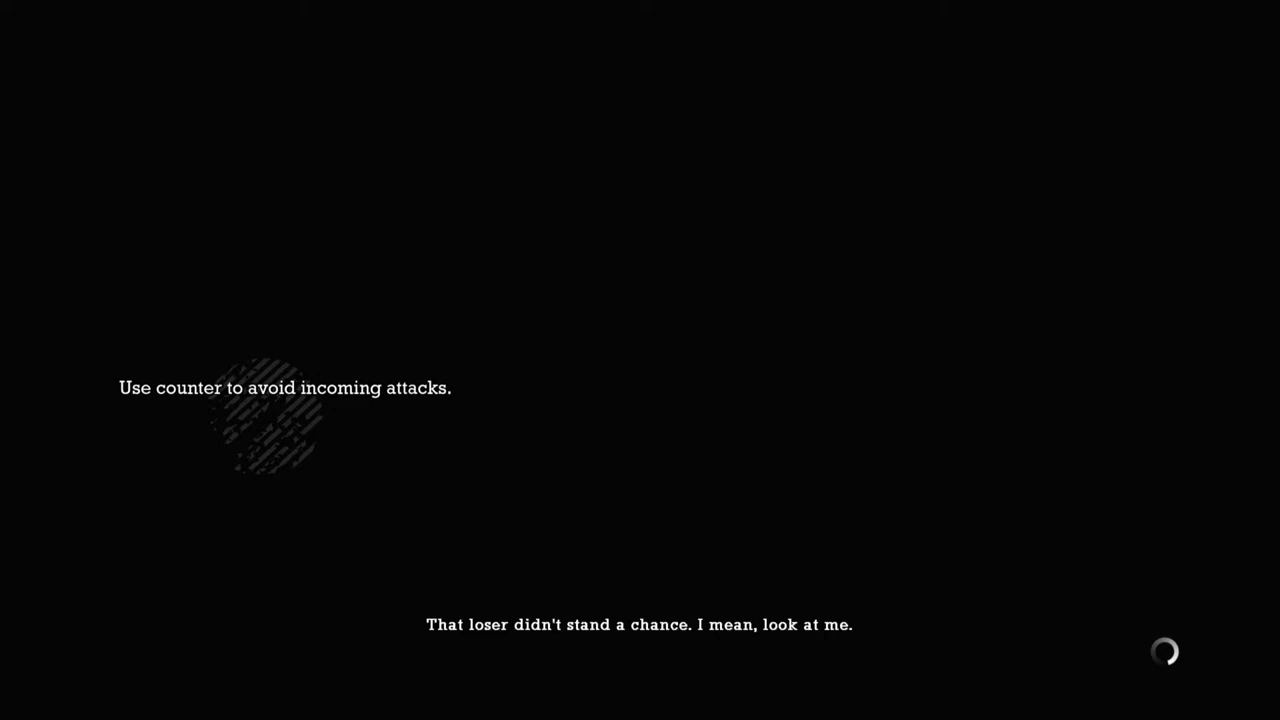 Use counter to avoid incoming attacks.
That loser didn't stand a chance. I mean, look at me.